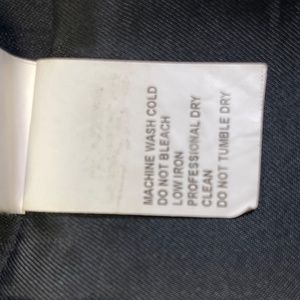 MACHINE WASH COLD
DO NOT BLEACH
LOW IRON
PROFESSIONAL DRY
CLEAN
DO NOT TUMBLE DRY